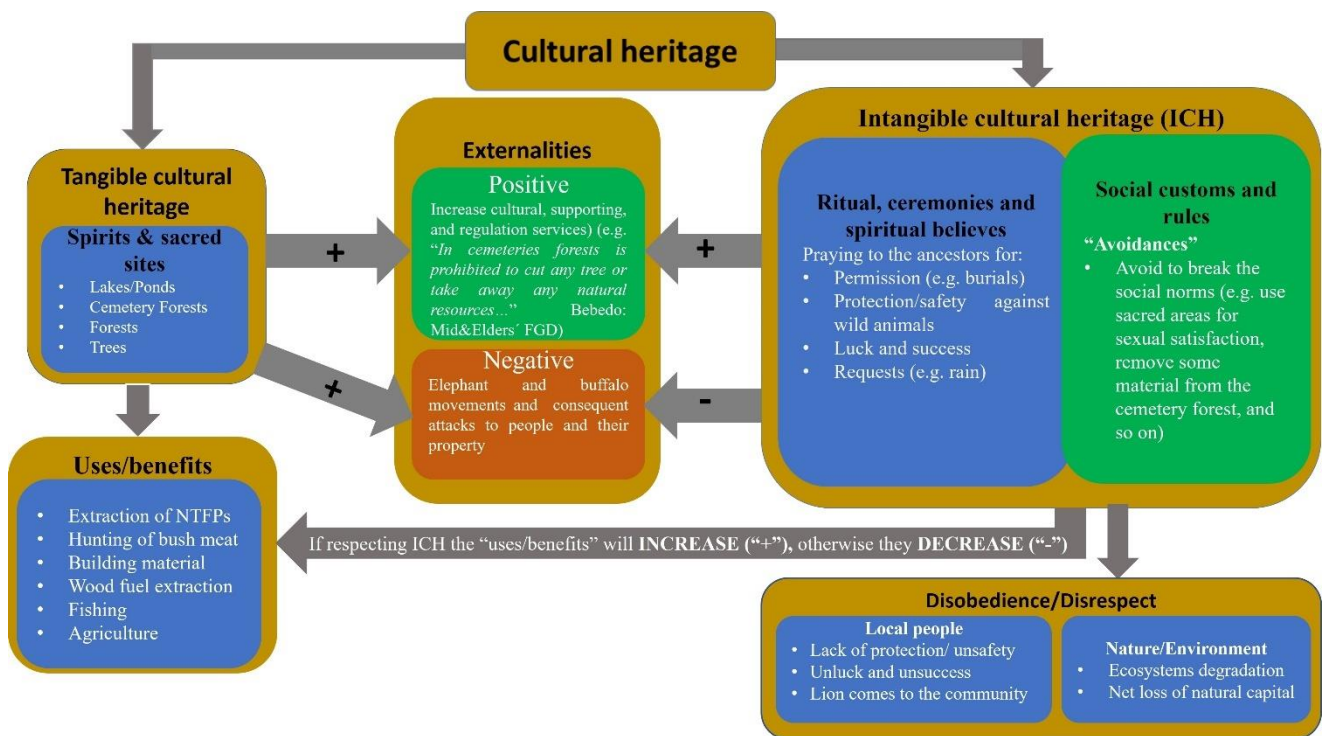 Cultural heritage
Tangible cultural
heritage
Spirits & sacred
sites
• Lakes/Ponds
• Cemetery Forests
• Forests
• Trees
+
+
Externalities
Positive
Increase cultural, supporting,
and regulation services) (e.g.
“In cemeteries forests is
prohibited to cut any tree or
take away any natural
resources…” Bebedo:
Mid&Elders´ FGD)
Negative
Elephant and buffalo
movements and consequent
attacks to people and their
property
+
-
Intangible cultural heritage (ICH)
Ritual, ceremonies and
spiritual believes
Praying to the ancestors for:
• Permission (e.g. burials)
• Protection/safety against
wild animals
• Luck and success
• Requests (e.g. rain)
Social customs and
rules
“Avoidances”
• Avoid to break the
social norms (e.g. use
sacred areas for
sexual satisfaction,
remove some
material from the
cemetery forest, and
so on)
Uses/benefits
• Extraction of NTFPs
• Hunting of bush meat
• Building material
• Wood fuel extraction
• Fishing
• Agriculture
If respecting ICH the “uses/benefits” will INCREASE (“+”), otherwise they DECREASE (“-”)
Disobedience/Disrespect
Local people
• Lack of protection/ unsafety
• Unluck and unsuccess
• Lion comes to the community
Nature/Environment
• Ecosystems degradation
• Net loss of natural capital